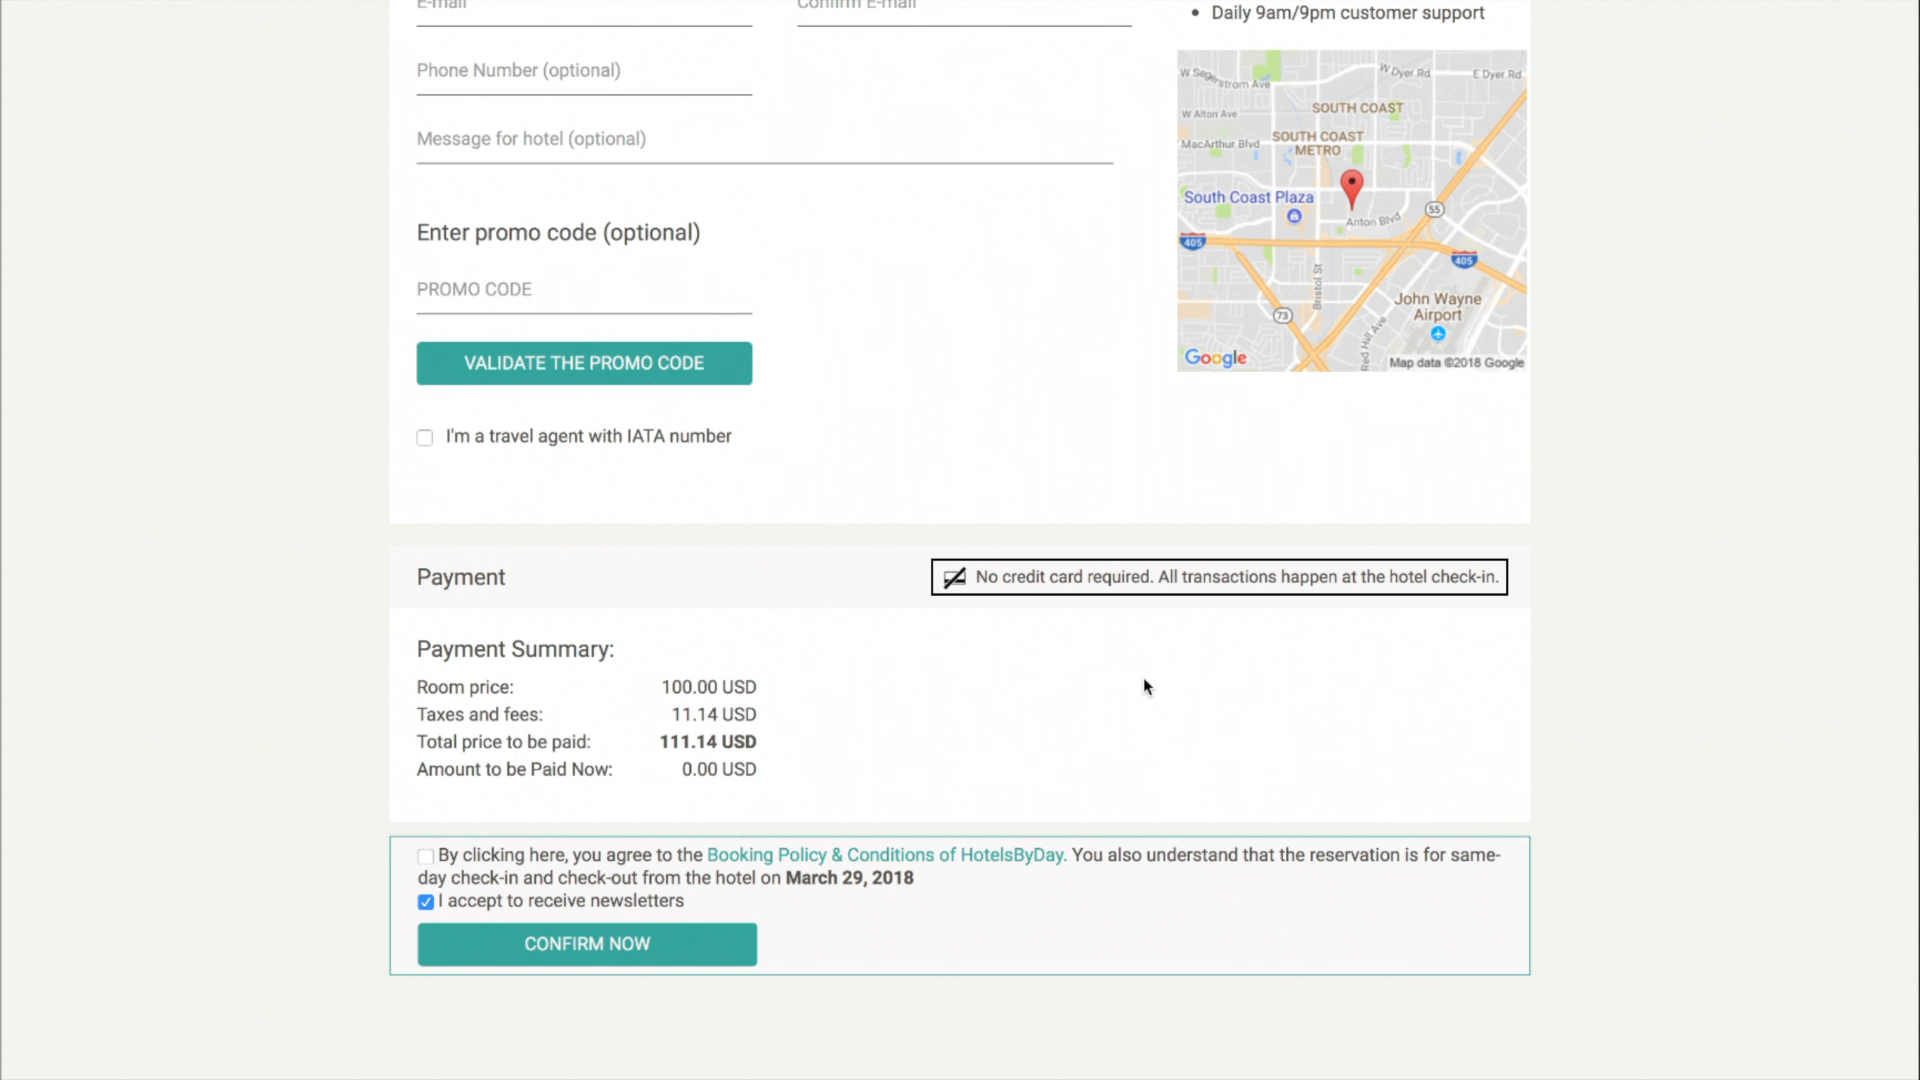 E-mail
Confirm E-mail
Daily 9am/9pm customer support
Phone Number (optional)
Message for hotel (optional)
W Segerstrom Ave
W Dyer Rd
E Dyer Rd
SOUTH COAST
W Alton Ave
SOUTH COAST
METRO
MacArthur Blvd
South Coast Plaza
55
Anton Blvd
405
405
Bristol St
John Wayne
Airport
73
Red Hill Ave
Google
Map data ©2018 Google
Enter promo code (optional)
PROMO CODE
VALIDATE THE PROMO CODE
I'm a travel agent with IATA number
Payment
No credit card required. All transactions happen at the hotel check-in.
Payment Summary:
Room price: 100.00 USD
Taxes and fees: 11.14 USD
Total price to be paid: 111.14 USD
Amount to be Paid Now: 0.00 USD
By clicking here, you agree to the Booking Policy & Conditions of HotelsByDay. You also understand that the reservation is for same-
day check-in and check-out from the hotel on March 29, 2018
I accept to receive newsletters
CONFIRM NOW